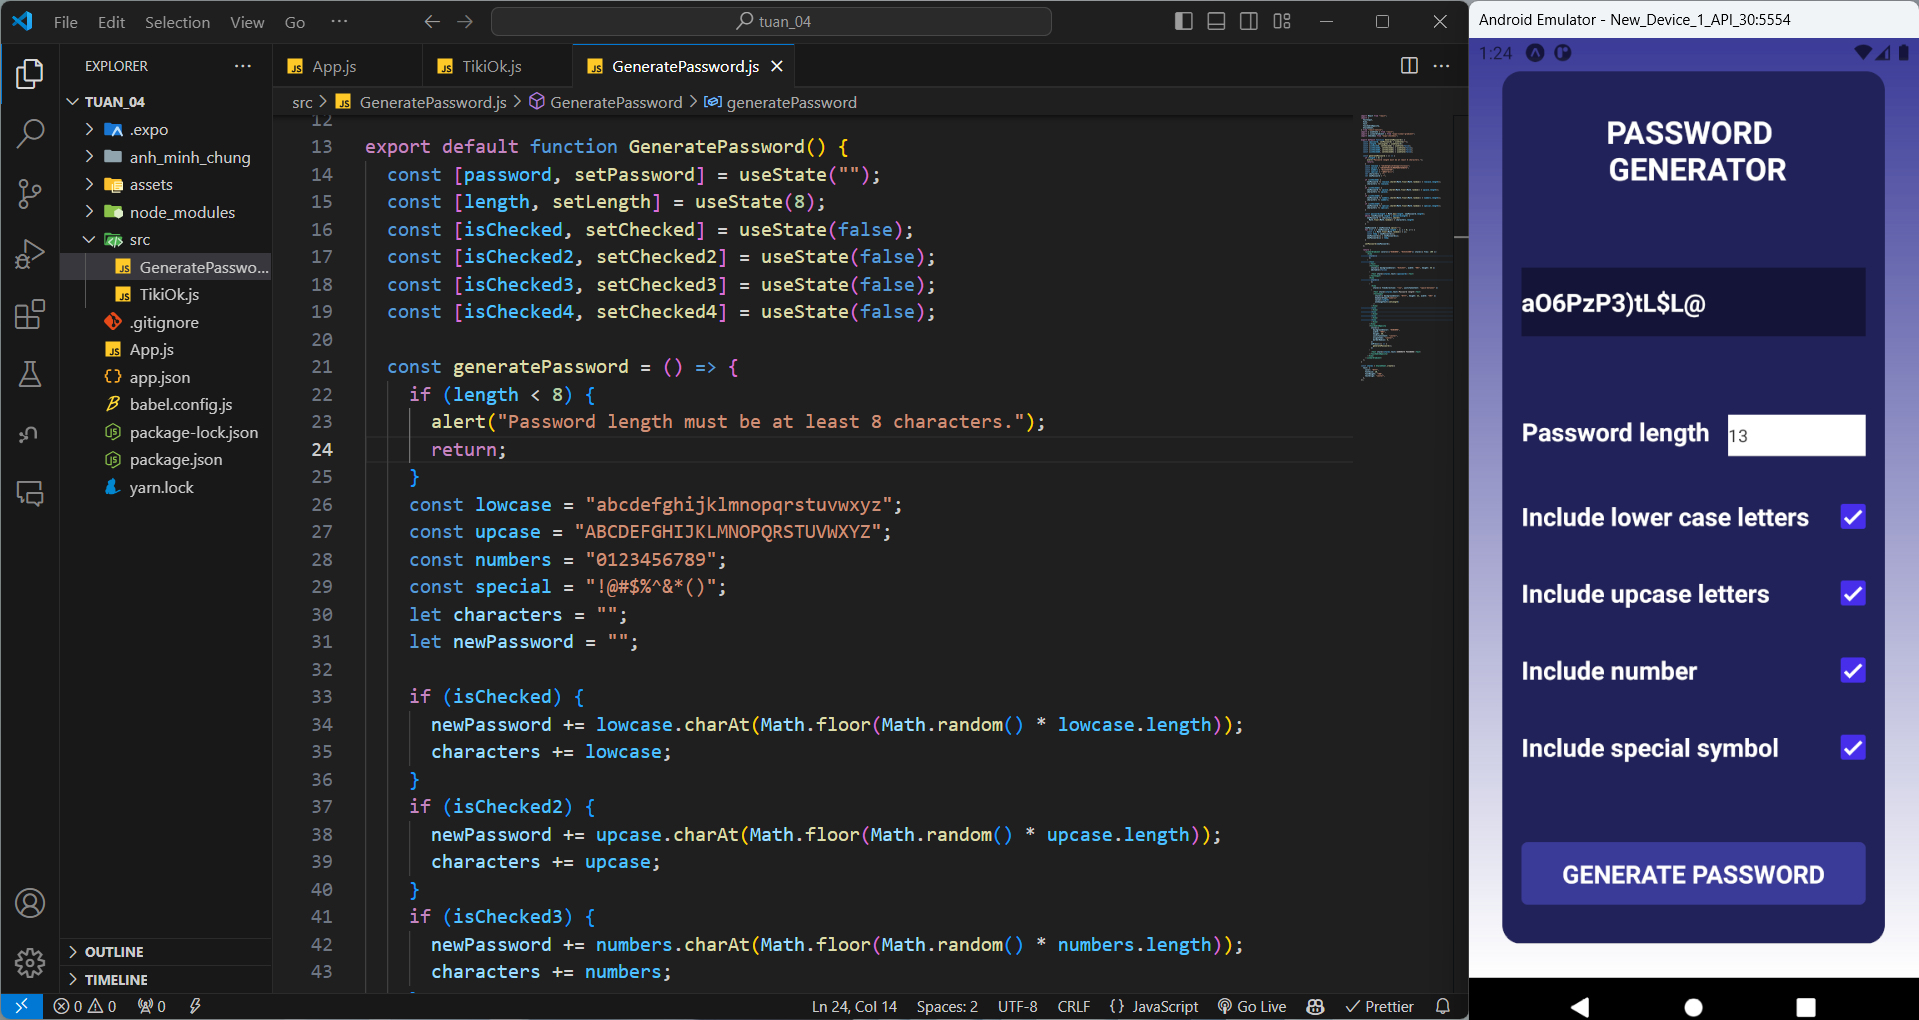 File Edit Selection View Go ··· tuan_04
EXPLORER ···
TUAN_04
.expo
anh_minh_chung
assets
node_modules
src
GeneratePasswo...
TikiOk.js
.gitignore
App.js
app.json
babel.config.js
package-lock.json
package.json
yarn.lock
OUTLINE
TIMELINE
App.js TikiOk.js GeneratePassword.js
src > GeneratePassword.js > GeneratePassword > generatePassword
12
13 export default function GeneratePassword() {
14 const [password, setPassword] = useState("");
15 const [length, setLength] = useState(8);
16 const [isChecked, setChecked] = useState(false);
17 const [isChecked2, setChecked2] = useState(false);
18 const [isChecked3, setChecked3] = useState(false);
19 const [isChecked4, setChecked4] = useState(false);
20
21 const generatePassword = () => {
22 if (length < 8) {
23 alert("Password length must be at least 8 characters.");
24 return;
25 }
26 const lowcase = "abcdefghijklmnopqrstuvwxyz";
27 const upcase = "ABCDEFGHIJKLMNOPQRSTUVWXYZ";
28 const numbers = "0123456789";
29 const special = "!@#$%^&*()";
30 let characters = "";
31 let newPassword = "";
32
33 if (isChecked) {
34 newPassword += lowcase.charAt(Math.floor(Math.random() * lowcase.length));
35 characters += lowcase;
36 }
37 if (isChecked2) {
38 newPassword += upcase.charAt(Math.floor(Math.random() * upcase.length));
39 characters += upcase;
40 }
41 if (isChecked3) {
42 newPassword += numbers.charAt(Math.floor(Math.random() * numbers.length));
43 characters += numbers;
0 0 0 Ln 24, Col 14 Spaces: 2 UTF-8 CRLF {} JavaScript Go Live Prettier
Android Emulator - New_Device_1_API_30:5554
1:24
PASSWORD
GENERATOR
aO6PzP3)tL$L@
Password length 13
Include lower case letters
Include upcase letters
Include number
Include special symbol
GENERATE PASSWORD